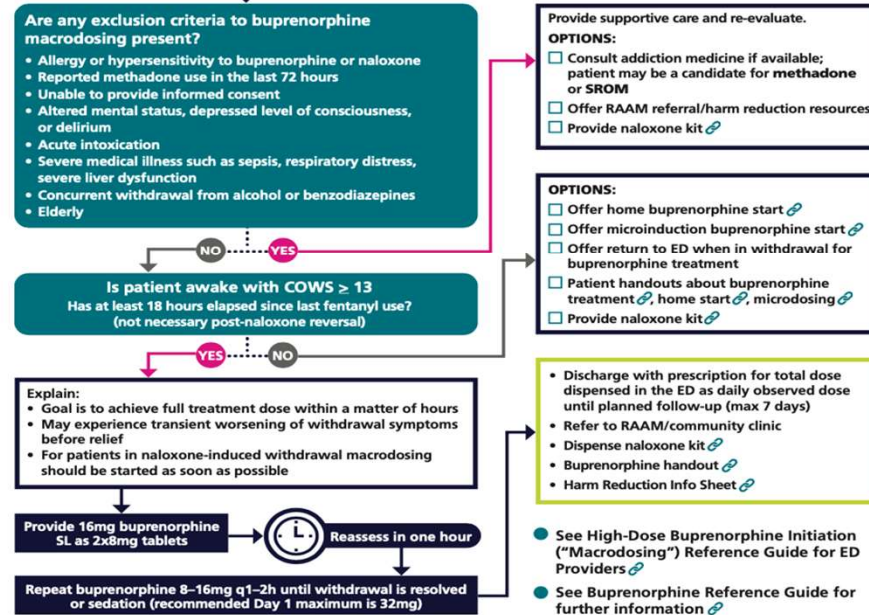 Are any exclusion criteria to buprenorphine
macrodosing present?
• Allergy or hypersensitivity to buprenorphine or naloxone
• Reported methadone use in the last 72 hours
• Unable to provide informed consent
• Altered mental status, depressed level of consciousness,
or delirium
• Acute intoxication
• Severe medical illness such as sepsis, respiratory distress,
severe liver dysfunction
• Concurrent withdrawal from alcohol or benzodiazepines
• Elderly
NO
YES
Provide supportive care and re-evaluate.
OPTIONS:
Consult addiction medicine if available;
patient may be a candidate for methadone
or SROM
Offer RAAM referral/harm reduction resources
Provide naloxone kit
Is patient awake with COWS ≥ 13
Has at least 18 hours elapsed since last fentanyl use?
(not necessary post-naloxone reversal)
YES
NO
OPTIONS:
Offer home buprenorphine start
Offer microinduction buprenorphine start
Offer return to ED when in withdrawal for
buprenorphine treatment
Patient handouts about buprenorphine
treatment, home start, microdosing
Provide naloxone kit
Explain:
• Goal is to achieve full treatment dose within a matter of hours
• May experience transient worsening of withdrawal symptoms
before relief
• For patients in naloxone-induced withdrawal macrodosing
should be started as soon as possible
Provide 16mg buprenorphine
SL as 2x8mg tablets
Reassess in one hour
Repeat buprenorphine 8–16mg q1–2h until withdrawal is resolved
or sedation (recommended Day 1 maximum is 32mg)
• Discharge with prescription for total dose
dispensed in the ED as daily observed dose
until planned follow-up (max 7 days)
• Refer to RAAM/community clinic
• Dispense naloxone kit
• Buprenorphine handout
• Harm Reduction Info Sheet
● See High-Dose Buprenorphine Initiation
("Macrodosing") Reference Guide for ED
Providers
● See Buprenorphine Reference Guide for
further information